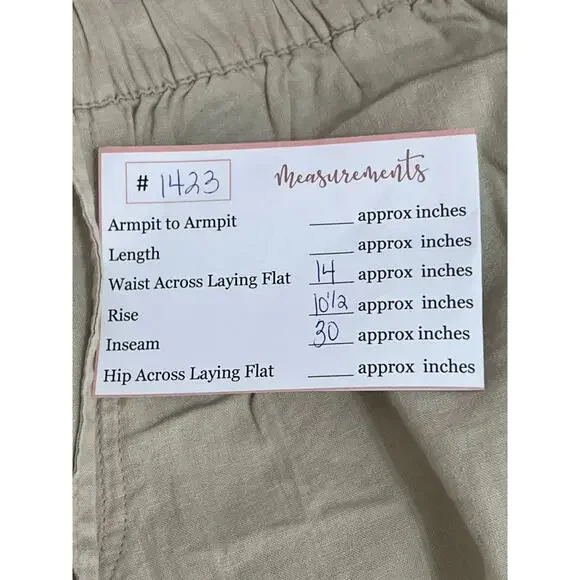 # 1423
Measurements
Armpit to Armpit ____ approx inches
Length ____ approx inches
Waist Across Laying Flat 14 approx inches
Rise 10 1/2 approx inches
Inseam 30 approx inches
Hip Across Laying Flat ____ approx inches